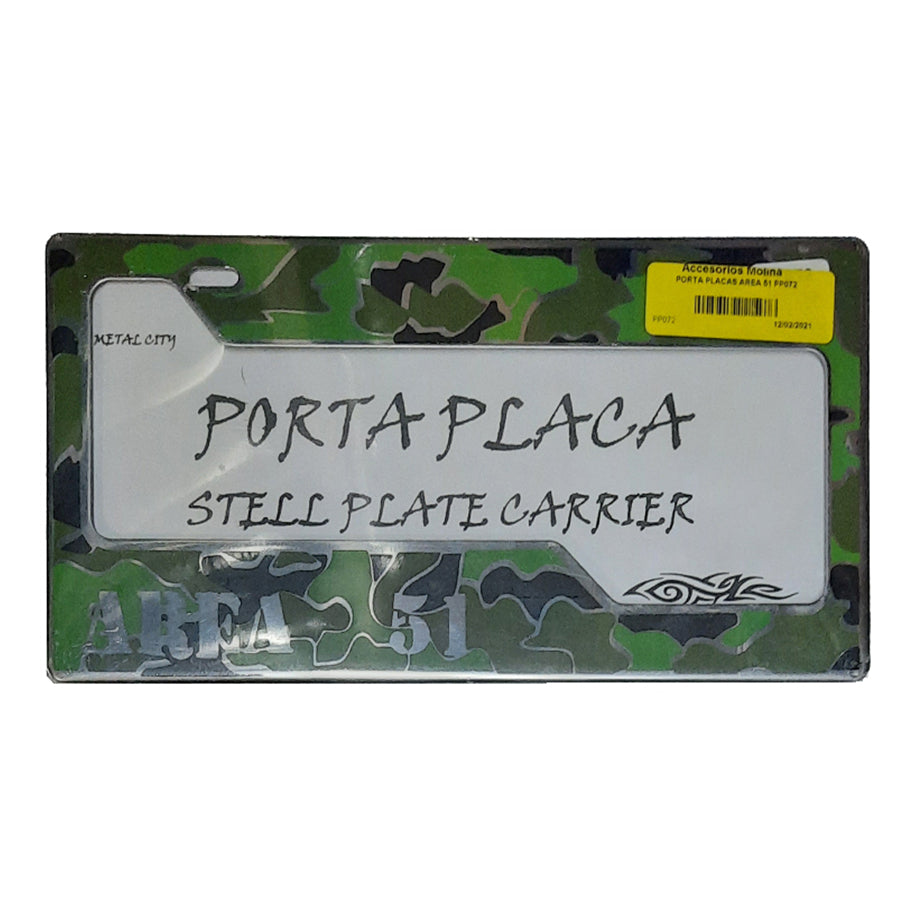 Accesorios Molina
PORTA PLACAS AREA 51 PP072
PP072
12/02/2021
METAL CITY
PORTA PLACA
STELL PLATE CARRIER
AREA 51